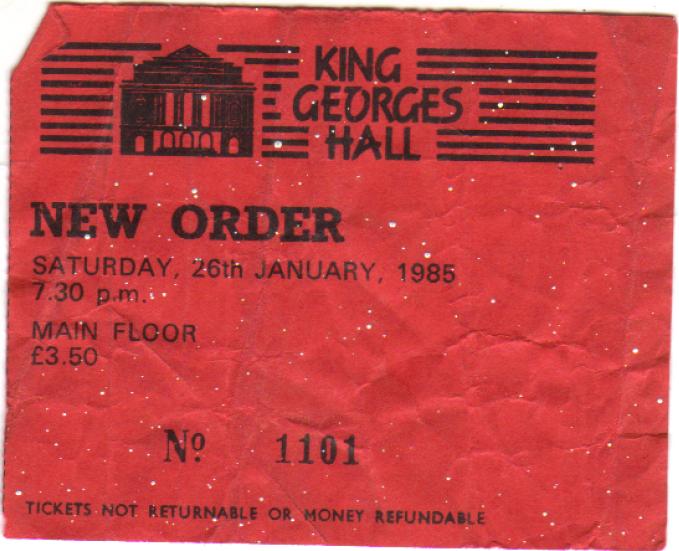 KING
GEORGES
HALL
NEW ORDER
SATURDAY, 26th JANUARY, 1985
7.30 p.m.
MAIN FLOOR
£3.50
Nº 1101
TICKETS NOT RETURNABLE OR MONEY REFUNDABLE